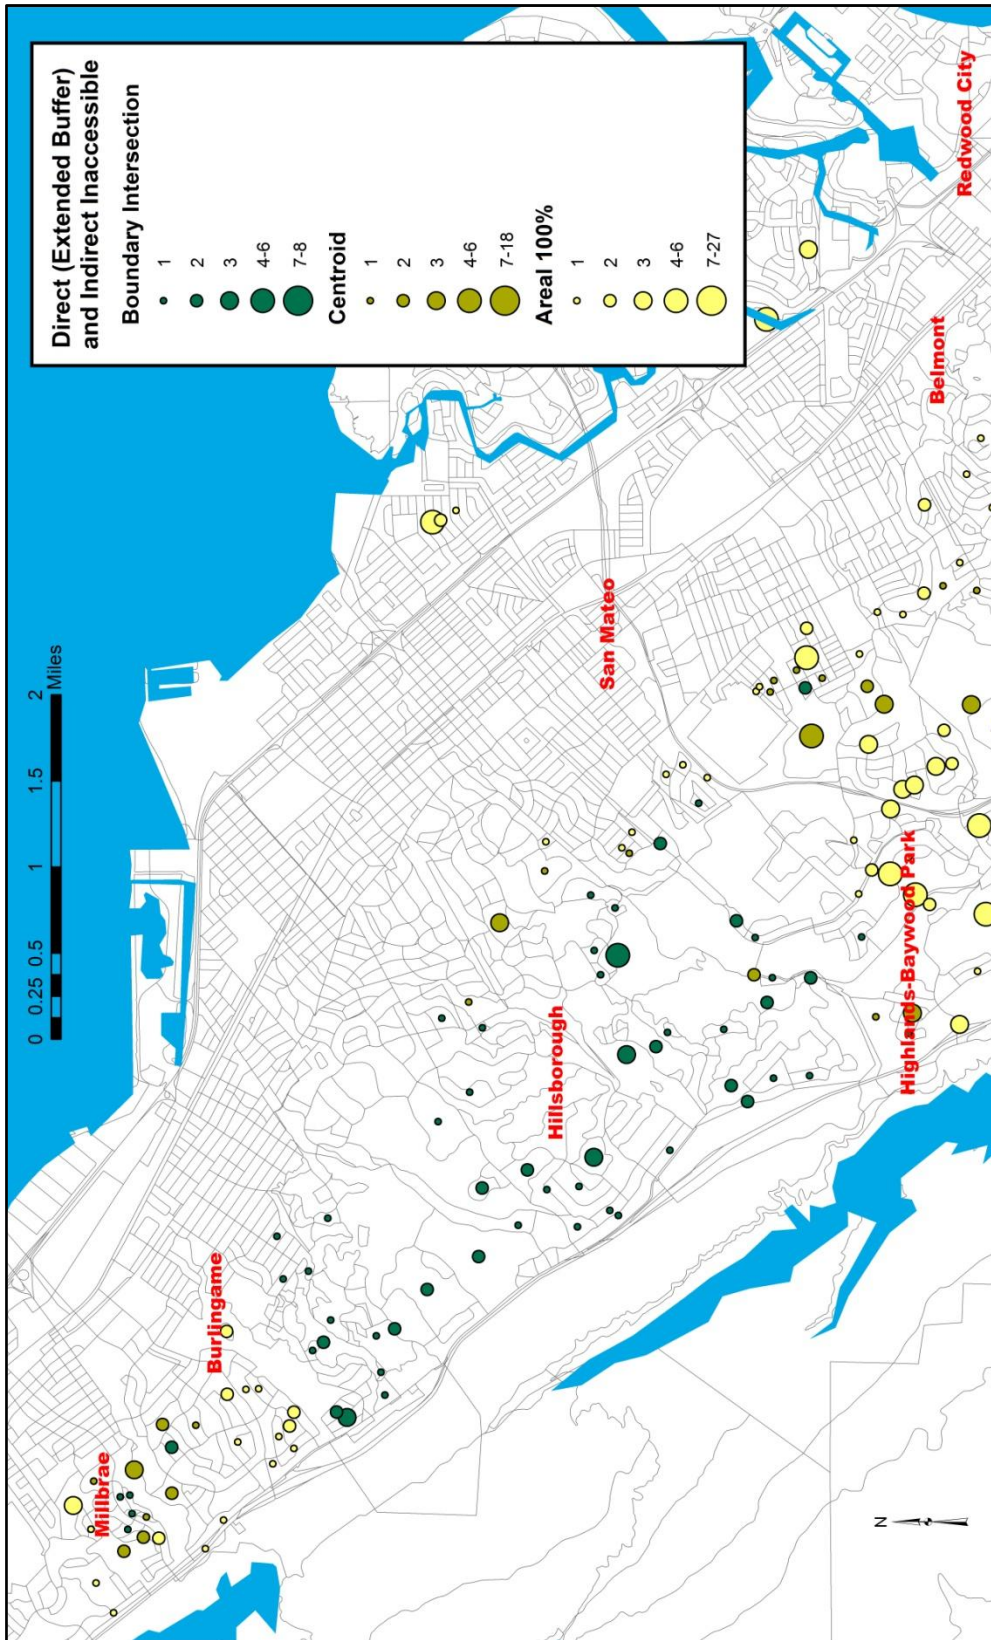 Direct (Extended Buffer)
and Indirect Inaccessible
Boundary Intersection
1
2
3
4-6
7-8
Centroid
1
2
3
4-6
7-18
Areal 100%
1
2
3
4-6
7-27
0 0.25 0.5 1 1.5 2
Miles
Millbrae
Burlingame
Hillsborough
San Mateo
Highlands-Baywood Park
Belmont
Redwood City
N